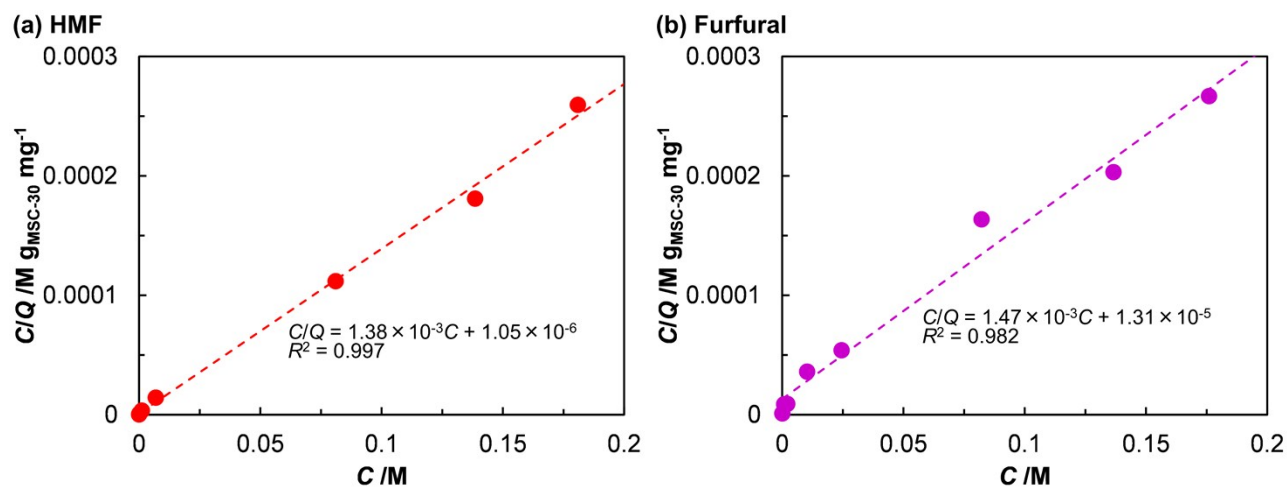 (a) HMF
C/Q /M g_MSC-30 mg⁻¹
0.0003
0.0002
0.0001
0
C/Q = 1.38 × 10⁻³C + 1.05 × 10⁻⁶
R² = 0.997
0
0.05
0.1
0.15
0.2
C /M
(b) Furfural
C/Q /M g_MSC-30 mg⁻¹
0.0003
0.0002
0.0001
0
C/Q = 1.47 × 10⁻³C + 1.31 × 10⁻⁵
R² = 0.982
0
0.05
0.1
0.15
0.2
C /M